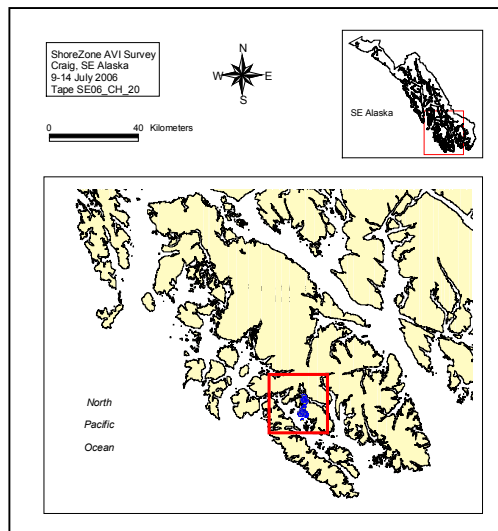 ShoreZone AVI Survey
Craig, SE Alaska
9-14 July 2006
Tape SE06_CH_20
N
W E
S
0 40 Kilometers
SE Alaska
North
Pacific
Ocean